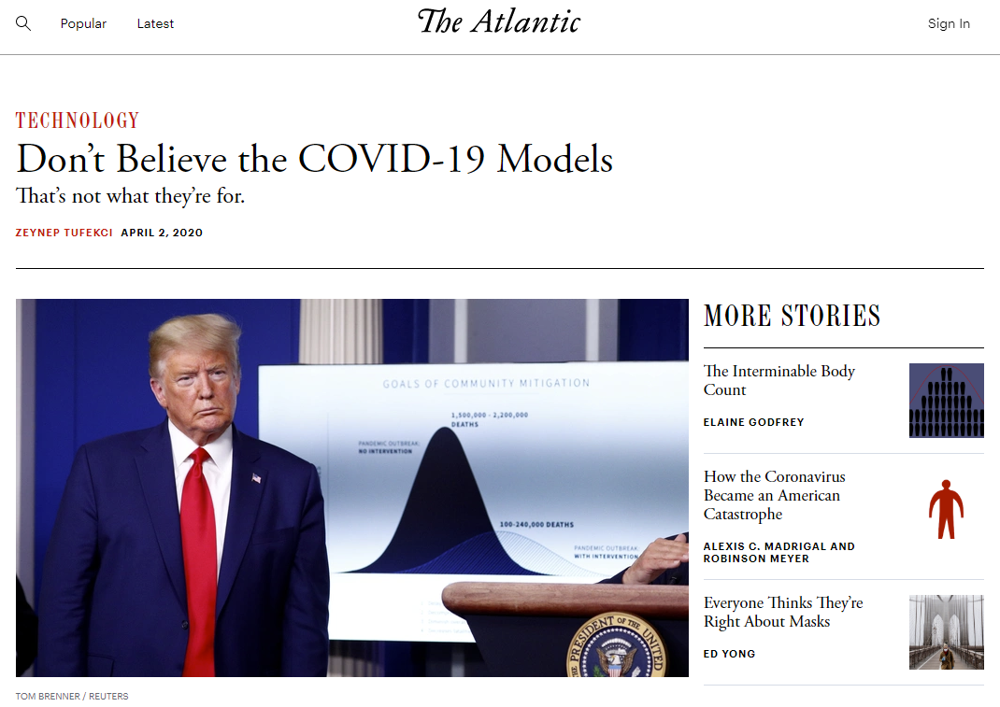 Popular
Latest
The Atlantic
Sign In
TECHNOLOGY
Don't Believe the COVID-19 Models
That's not what they're for.
ZEYNEP TUFEKCI APRIL 2, 2020
GOALS OF COMMUNITY MITIGATION
1,500,000 - 2,200,000
DEATHS
PANDEMIC OUTBREAK:
NO INTERVENTION
100-240,000 DEATHS
PANDEMIC OUTBREAK:
WITH INTERVENTION
PRESIDENT OF THE UNITED
TOM BRENNER / REUTERS
MORE STORIES
The Interminable Body
Count
ELAINE GODFREY
How the Coronavirus
Became an American
Catastrophe
ALEXIS C. MADRIGAL AND
ROBINSON MEYER
Everyone Thinks They're
Right About Masks
ED YONG